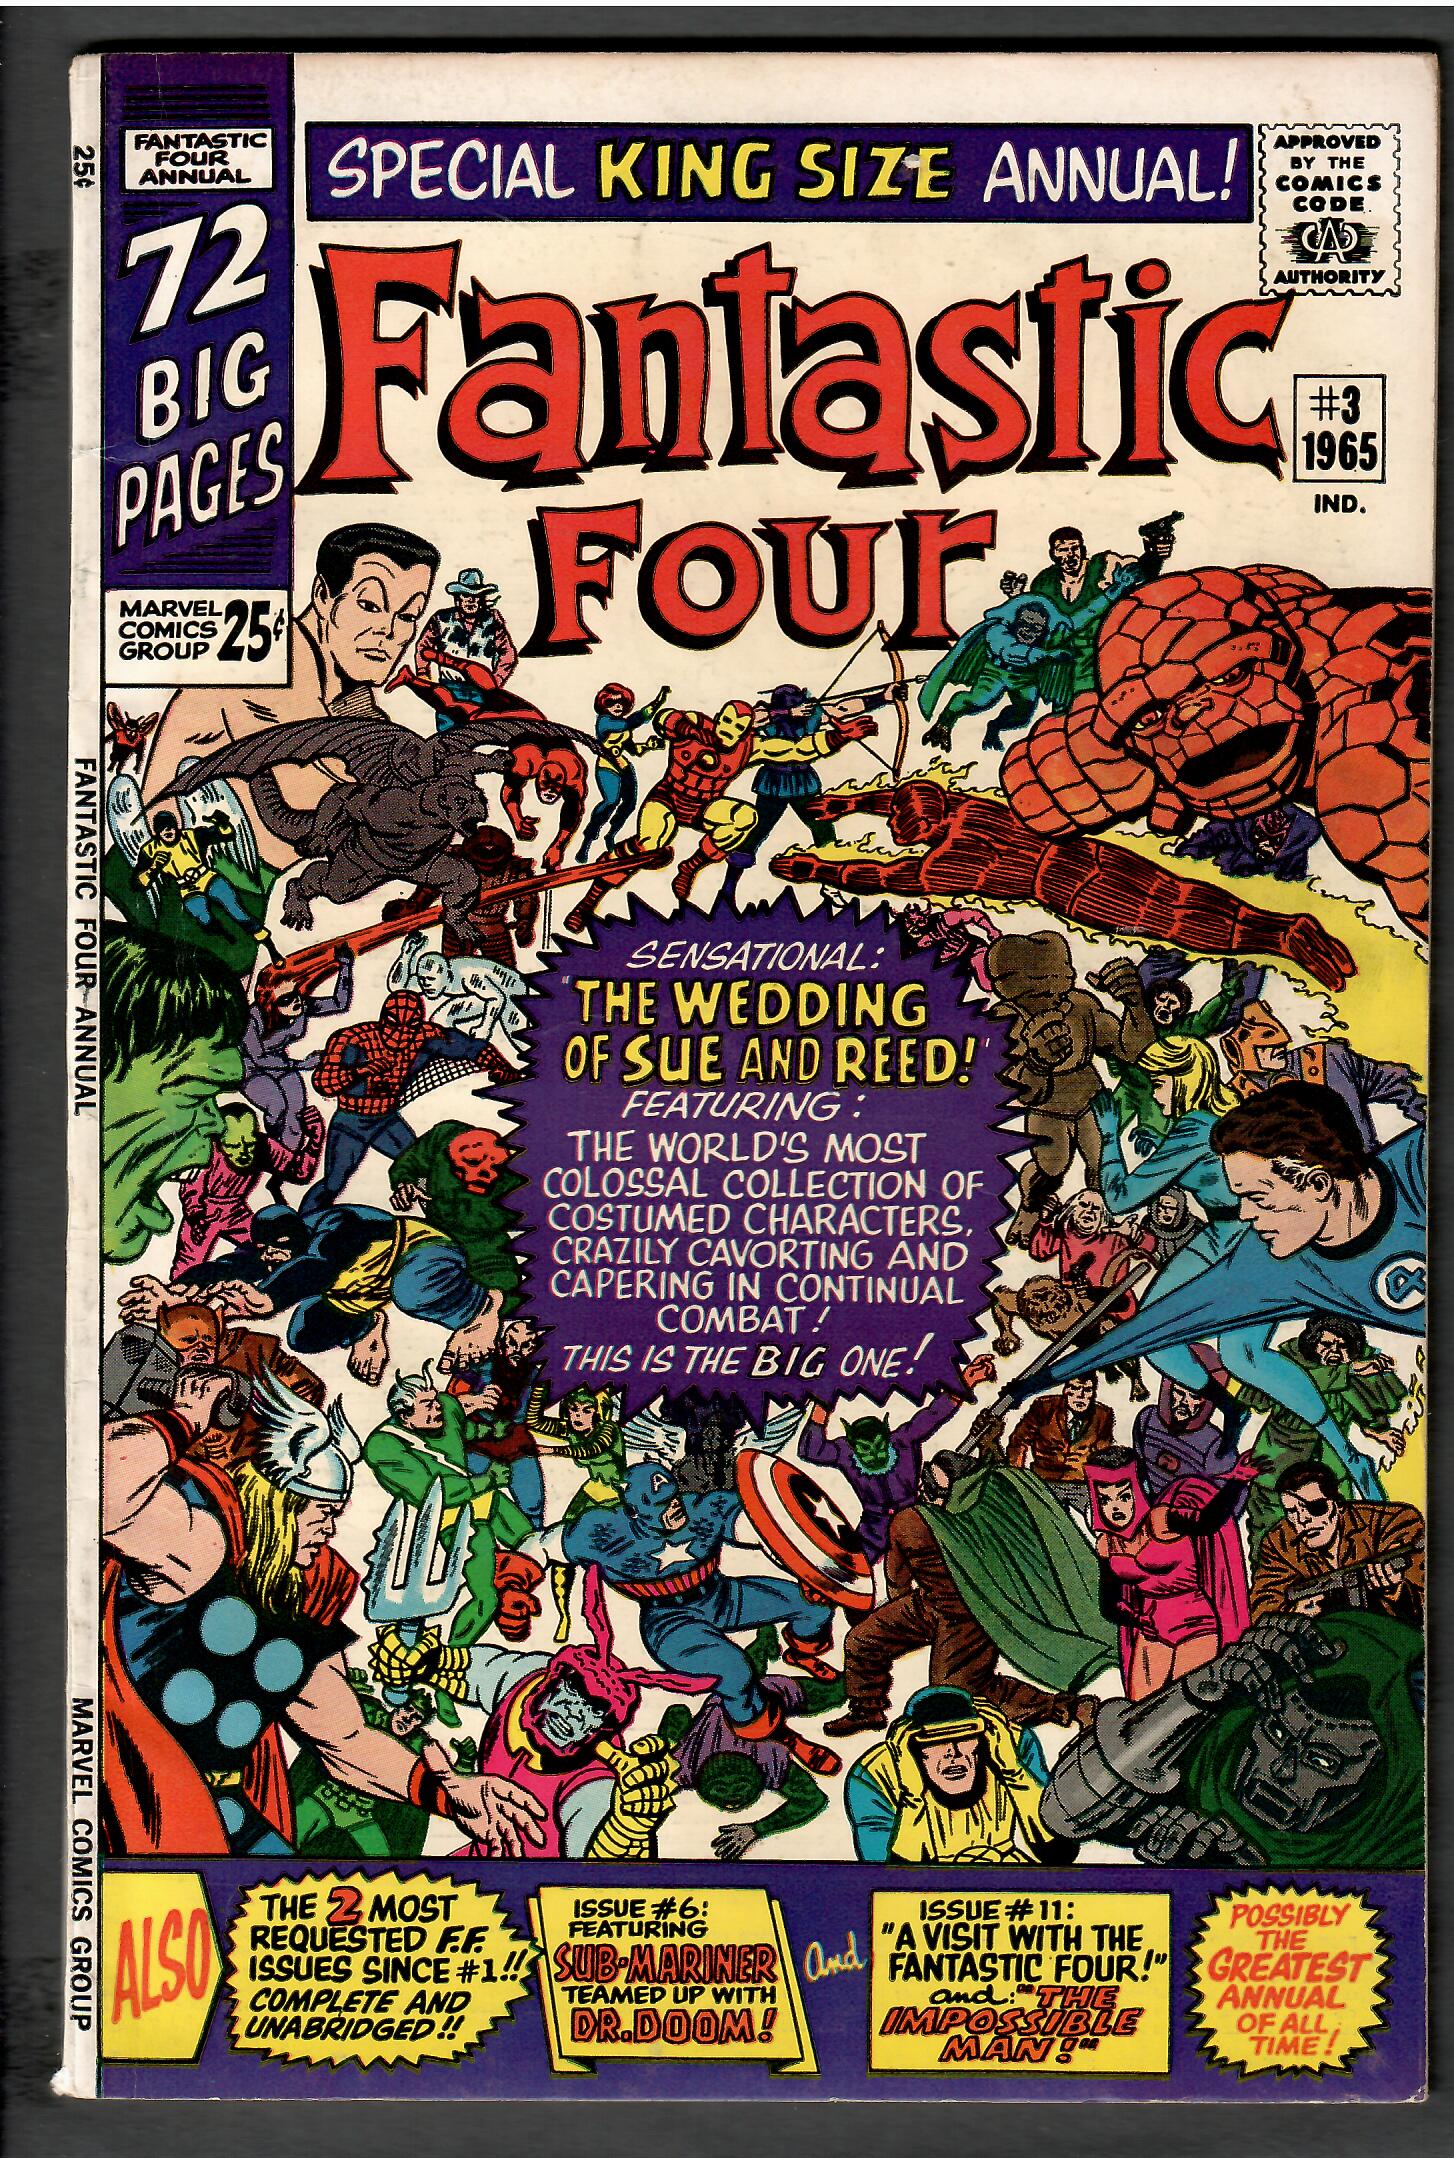 FANTASTIC
FOUR
ANNUAL
72
BIG
PAGES
MARVEL
COMICS
GROUP
25¢
SPECIAL KING SIZE ANNUAL!
APPROVED
BY THE
COMICS
CODE
CA
AUTHORITY
Fantastic
Four
#3
1965
IND.
25¢
FANTASTIC FOUR ANNUAL
MARVEL COMICS GROUP
SENSATIONAL:
"THE WEDDING
OF SUE AND REED!"
FEATURING:
THE WORLD'S MOST
COLOSSAL COLLECTION OF
COSTUMED CHARACTERS,
CRAZILY CAVORTING AND
CAPERING IN CONTINUAL
COMBAT!
THIS IS THE BIG ONE!
4
A
ALSO
THE 2 MOST
REQUESTED F.F.
ISSUES SINCE #1!!
COMPLETE AND
UNABRIDGED!!
ISSUE #6:
FEATURING
SUB-MARINER
TEAMED UP WITH
DR. DOOM!
And
ISSUE #11:
"A VISIT WITH THE
FANTASTIC FOUR!"
and: "THE
IMPOSSIBLE
MAN!"
POSSIBLY
THE
GREATEST
ANNUAL
OF ALL
TIME!